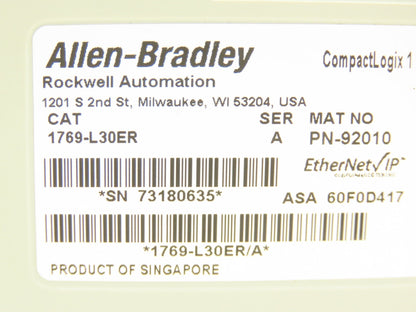 Allen-Bradley CompactLogix 1
Rockwell Automation
1201 S 2nd St, Milwaukee, WI 53204, USA
CAT SER MAT NO
1769-L30ER A PN-92010
EtherNet/IP
*SN 73180635* ASA 60F0D417
*1769-L30ER/A*
PRODUCT OF SINGAPORE